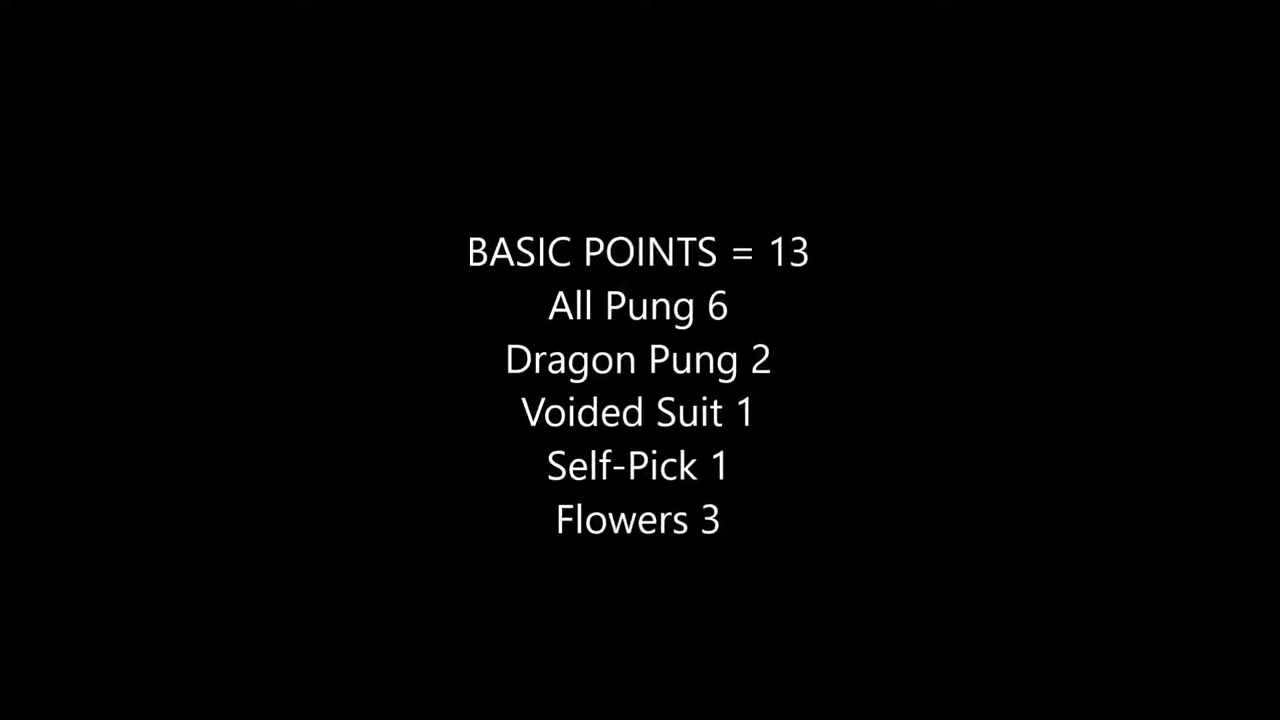 BASIC POINTS = 13
All Pung 6
Dragon Pung 2
Voided Suit 1
Self-Pick 1
Flowers 3